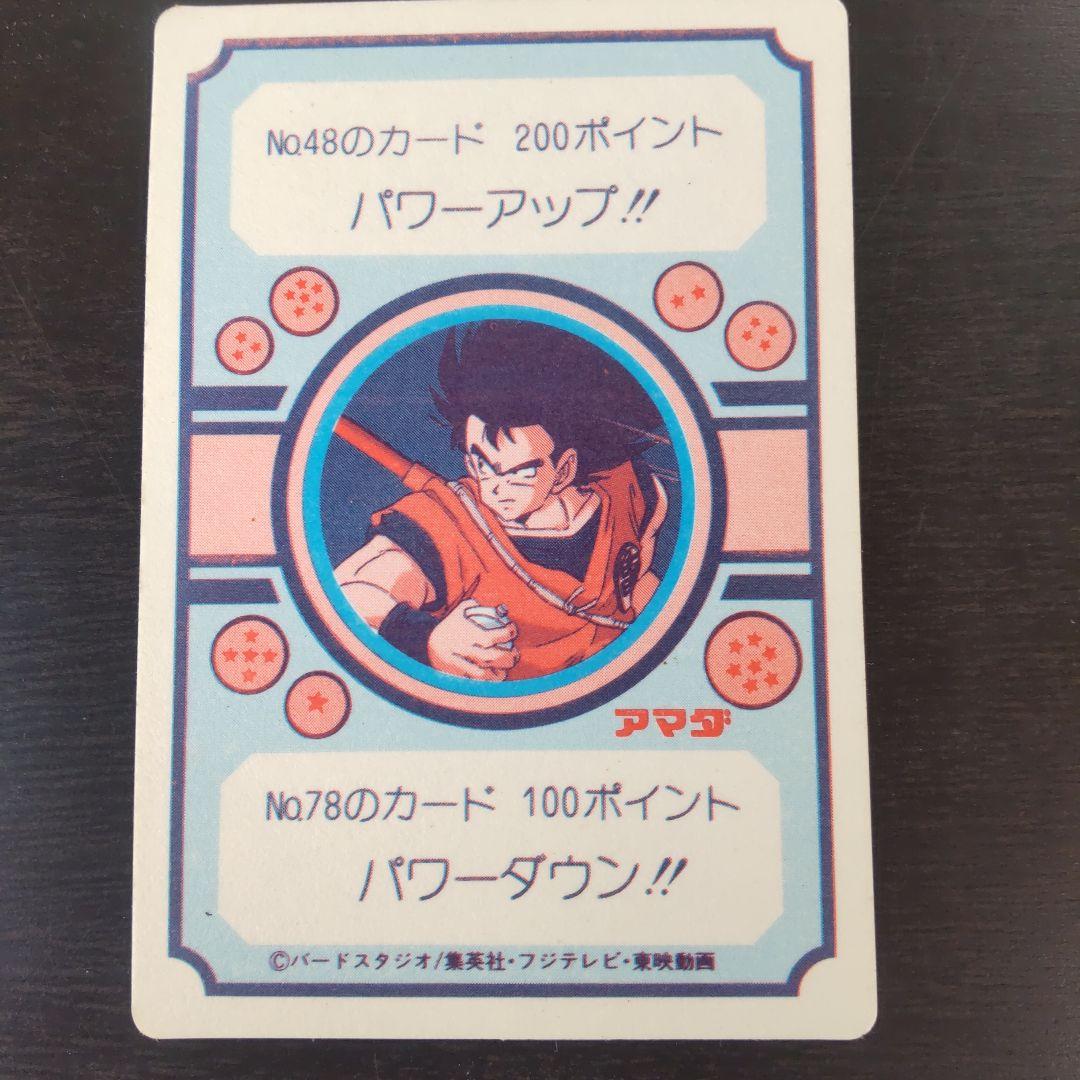 No.48のカード 200ポイント
パワーアップ!!
アマダ
No.78のカード 100ポイント
パワーダウン!!
©バードスタジオ/集英社・フジテレビ・東映動画